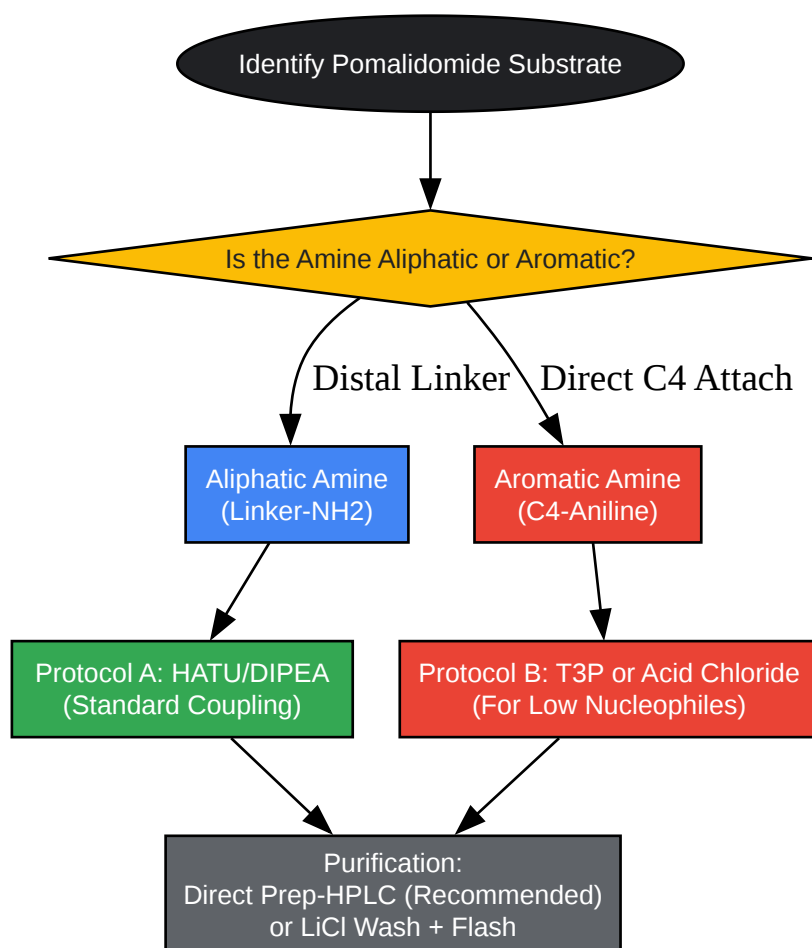 Identify Pomalidomide Substrate
Is the Amine Aliphatic or Aromatic?
Distal Linker
Direct C4 Attach
Aliphatic Amine
(Linker-NH2)
Aromatic Amine
(C4-Aniline)
Protocol A: HATU/DIPEA
(Standard Coupling)
Protocol B: T3P or Acid Chloride
(For Low Nucleophiles)
Purification:
Direct Prep-HPLC (Recommended)
or LiCl Wash + Flash